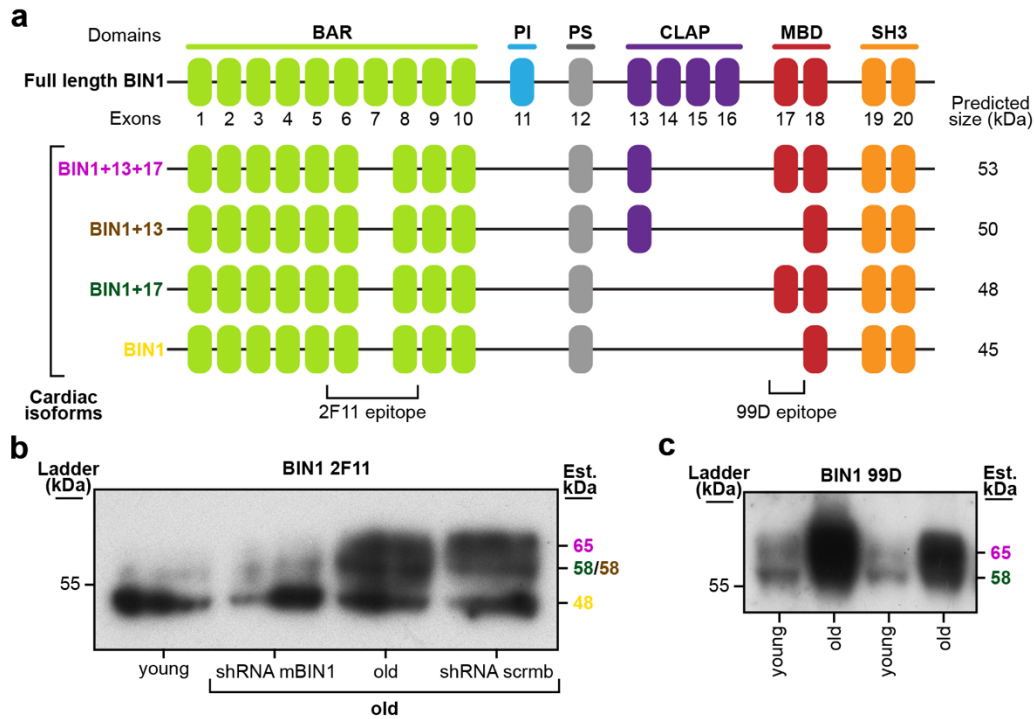 a
Domains BAR PI PS CLAP MBD SH3
Full length BIN1
Exons 1 2 3 4 5 6 7 8 9 10 11 12 13 14 15 16 17 18 19 20
Predicted
size (kDa)
BIN1+13+17 53
BIN1+13 50
BIN1+17 48
BIN1 45
Cardiac
isoforms
2F11 epitope 99D epitope
b
Ladder
(kDa)
BIN1 2F11
Est.
kDa
55
65
58/58
48
young shRNA mBIN1 old shRNA scrmb
old
c
Ladder
(kDa)
BIN1 99D
Est.
kDa
55
65
58
young old young old